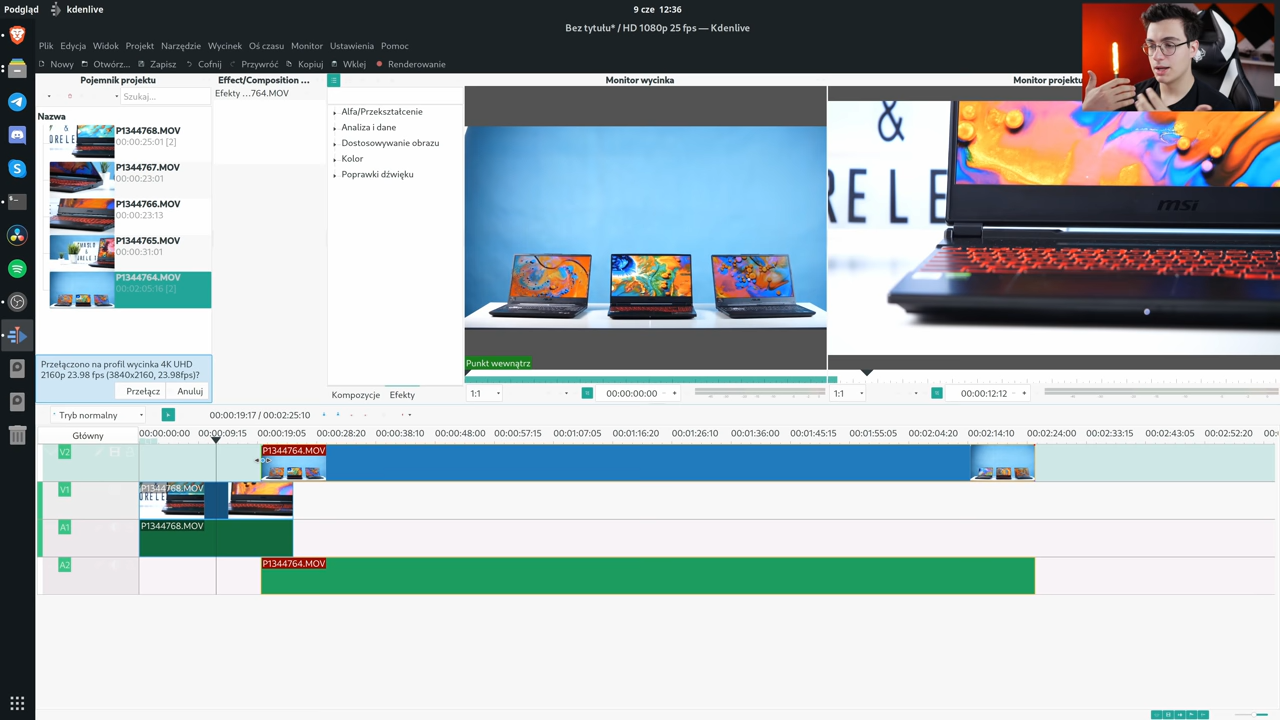 Podgląd
kdenlive
9 cze 12:36
Bez tytułu* / HD 1080p 25 fps — Kdenlive
Plik Edycja Widok Projekt Narzędzie Wycinek Oś czasu Monitor Ustawienia Pomoc
Nowy Otwórz... Zapisz Cofnij Przywróć Kopiuj Wklej Renderowanie
Pojemnik projektu
Effect/Composition ...
Monitor wycinka
Monitor projektu
Szukaj...
Efekty ...764.MOV
Nazwa
P1344768.MOV
00:00:25:01 [2]
P1344767.MOV
00:00:23:01
P1344766.MOV
00:00:23:13
P1344765.MOV
00:00:31:01
P1344764.MOV
00:02:05:16 [2]
Alfa/Przekształcenie
Analiza i dane
Dostosowywanie obrazu
Kolor
Poprawki dźwięku
&
ORELE
msi
Przełączono na profil wycinka 4K UHD
2160p 23.98 fps (3840x2160, 23.98fps)?
Przełącz Anuluj
Kompozycje Efekty
Punkt wewnątrz
1:1
00:00:00:00
1:1
00:00:12:12
Tryb normalny
00:00:19:17 / 00:02:25:10
Główny
00:00:00:00 00:00:09:15 00:00:19:05 00:00:28:20 00:00:38:10 00:00:48:00 00:00:57:15 00:01:07:05 00:01:16:20 00:01:26:10 00:01:36:00 00:01:45:15 00:01:55:05 00:02:04:20 00:02:14:10 00:02:24:00 00:02:33:15 00:02:43:05 00:02:52:20
V2
P1344764.MOV
V1
P1344768.MOV
A1
P1344768.MOV
A2
P1344764.MOV